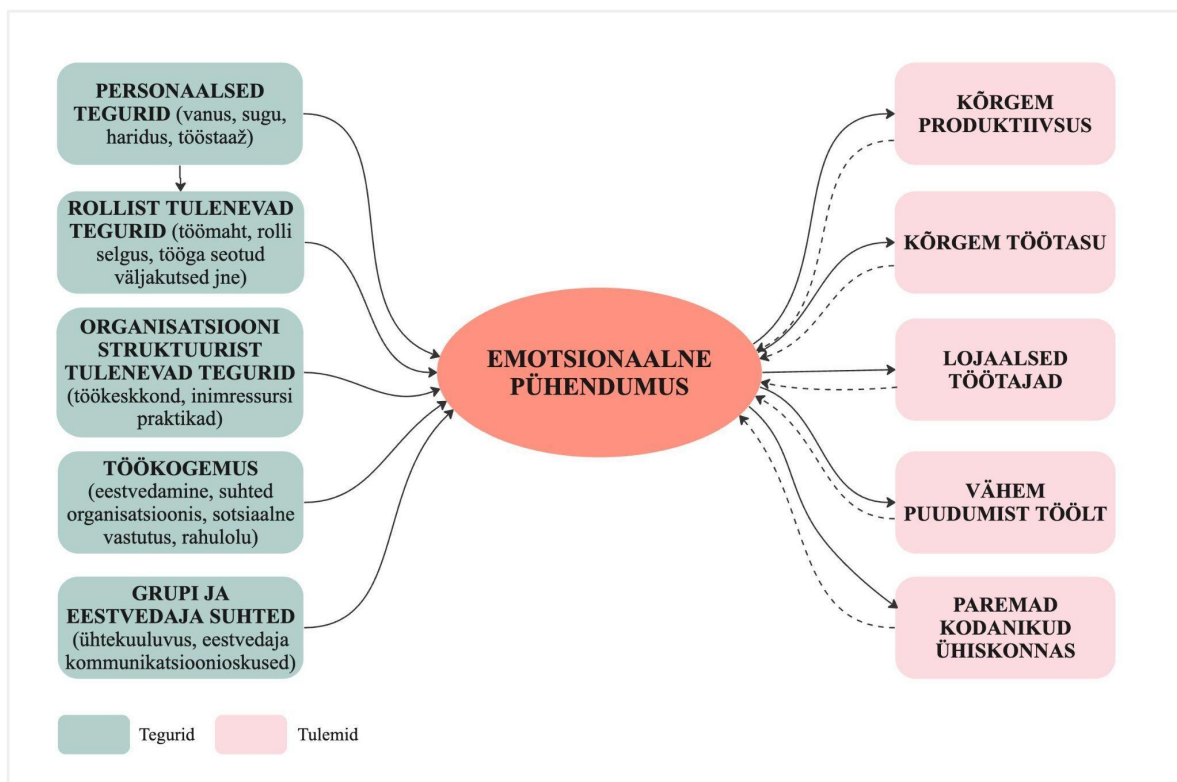 PERSONAALSED
TEGURID (vanus, sugu,
haridus, tööstaaž)
ROLLIST TULENEVAD
TEGURID (töömaht, rolli
selgus, tööga seotud
väljakutsed jne)
ORGANISATSIOONI
STRUKTUURIST
TULENEVAD TEGURID
(töökeskkond, inimressursi
praktikad)
TÖÖKOGEMUS
(eestvedamine, suhted
organisatsioonis, sotsiaalne
vastutus, rahulolu)
GRUPI JA
EESTVEDAJA SUHTED
(ühtekuuluvus, eestvedaja
kommunikatsioonioskused)
EMOTSIONAALNE
PÜHENDUMUS
KÕRGEM
PRODUKTIIVSUS
KÕRGEM TÖÖTASU
LOJAALSED
TÖÖTAJAD
VÄHEM
PUUDUMIST TÖÖLT
PAREMAD
KODANIKUD
ÜHISKONNAS
Tegurid
Tulemid